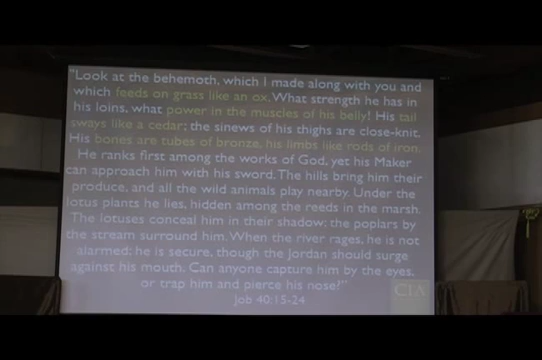 "Look at the behemoth, which I made along with you and
which feeds on grass like an ox. What strength he has in
his loins, what power in the muscles of his belly! His tail
sways like a cedar; the sinews of his thighs are close-knit.
His bones are tubes of bronze, his limbs like rods of iron.
He ranks first among the works of God, yet his Maker
can approach him with his sword. The hills bring him their
produce, and all the wild animals play nearby. Under the
lotus plants he lies, hidden among the reeds in the marsh.
The lotuses conceal him in their shadow; the poplars by
the stream surround him. When the river rages, he is not
alarmed; he is secure, though the Jordan should surge
against his mouth. Can anyone capture him by the eyes,
or trap him and pierce his nose?"
Job 40:15-24